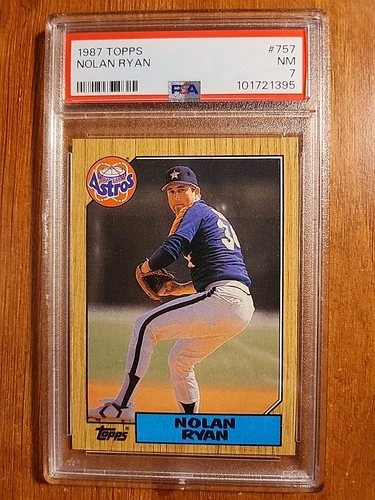 1987 TOPPS #757
NOLAN RYAN NM
7
PSA 101721395
Astros
Topps
NOLAN
RYAN